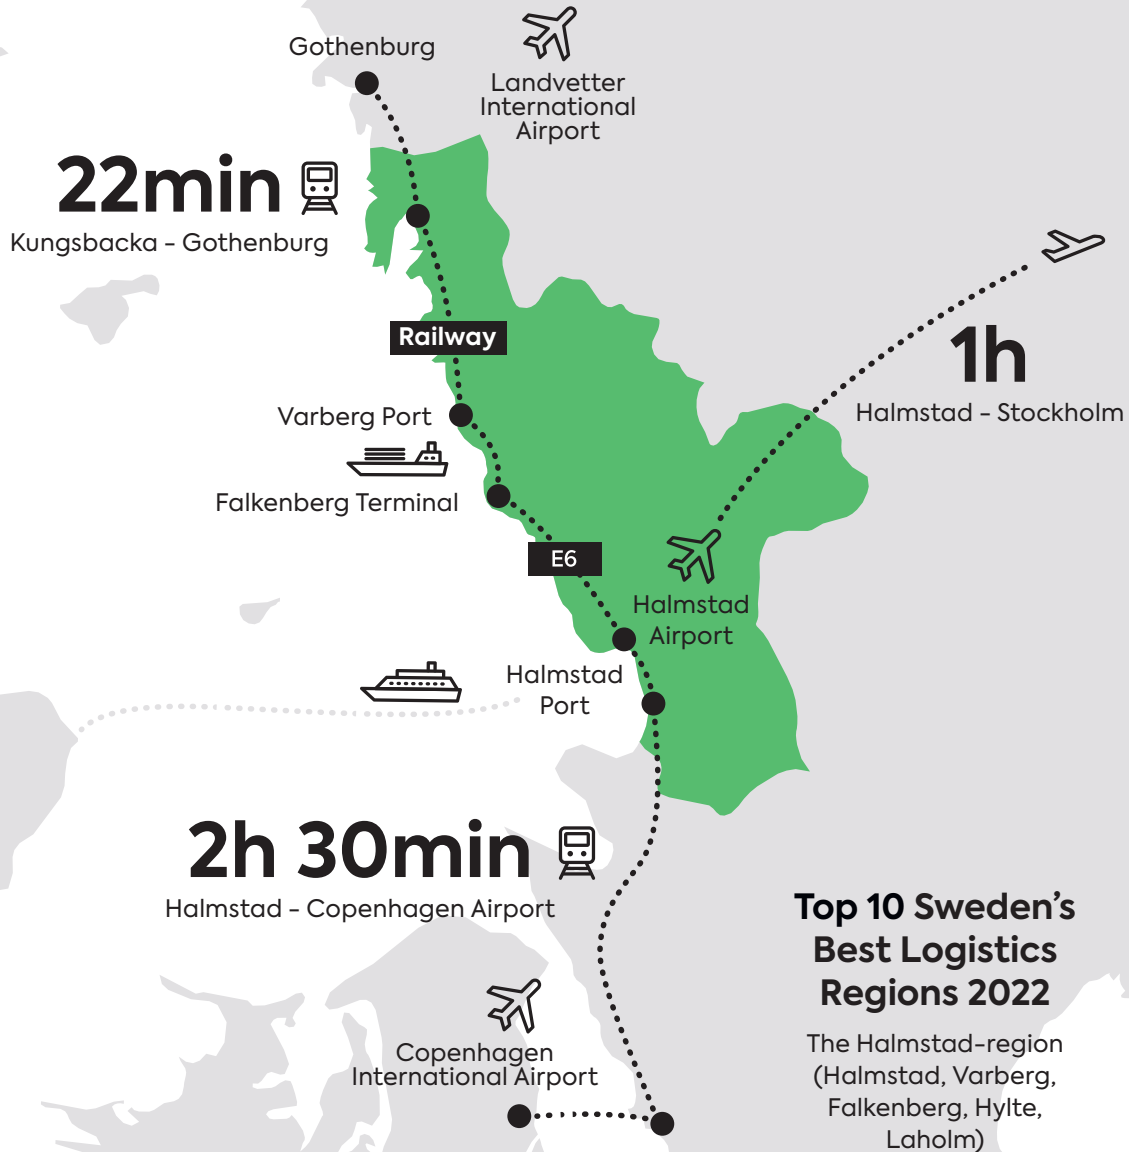 Gothenburg
Landvetter
International
Airport
22min
Kungsbacka - Gothenburg
Railway
1h
Halmstad - Stockholm
Varberg Port
Falkenberg Terminal
E6
Halmstad
Airport
Halmstad
Port
2h 30min
Halmstad - Copenhagen Airport
Top 10 Sweden's
Best Logistics
Regions 2022
The Halmstad-region
(Halmstad, Varberg,
Falkenberg, Hylte,
Laholm)
Copenhagen
International Airport